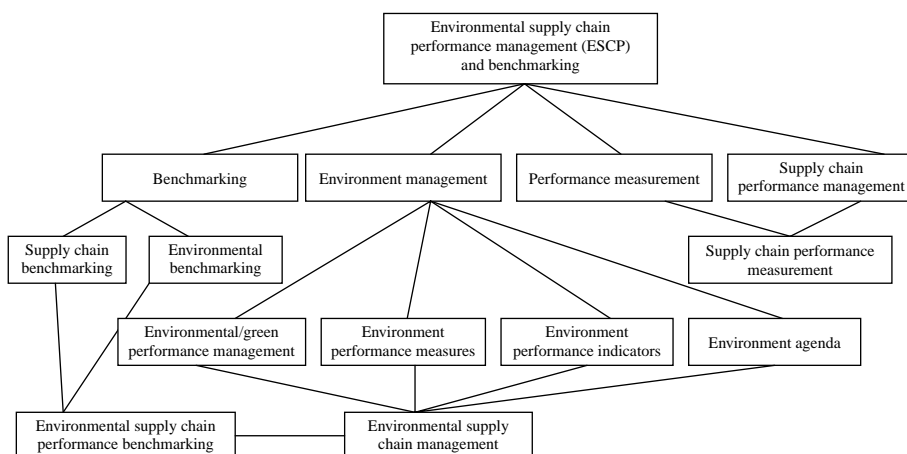 Environmental supply chain
performance management (ESCP)
and benchmarking
Benchmarking
Environment management
Performance measurement
Supply chain
performance management
Supply chain
benchmarking
Environmental
benchmarking
Supply chain performance
measurement
Environmental/green
performance management
Environment
performance measures
Environment
performance indicators
Environment agenda
Environmental supply chain
performance benchmarking
Environmental supply
chain management